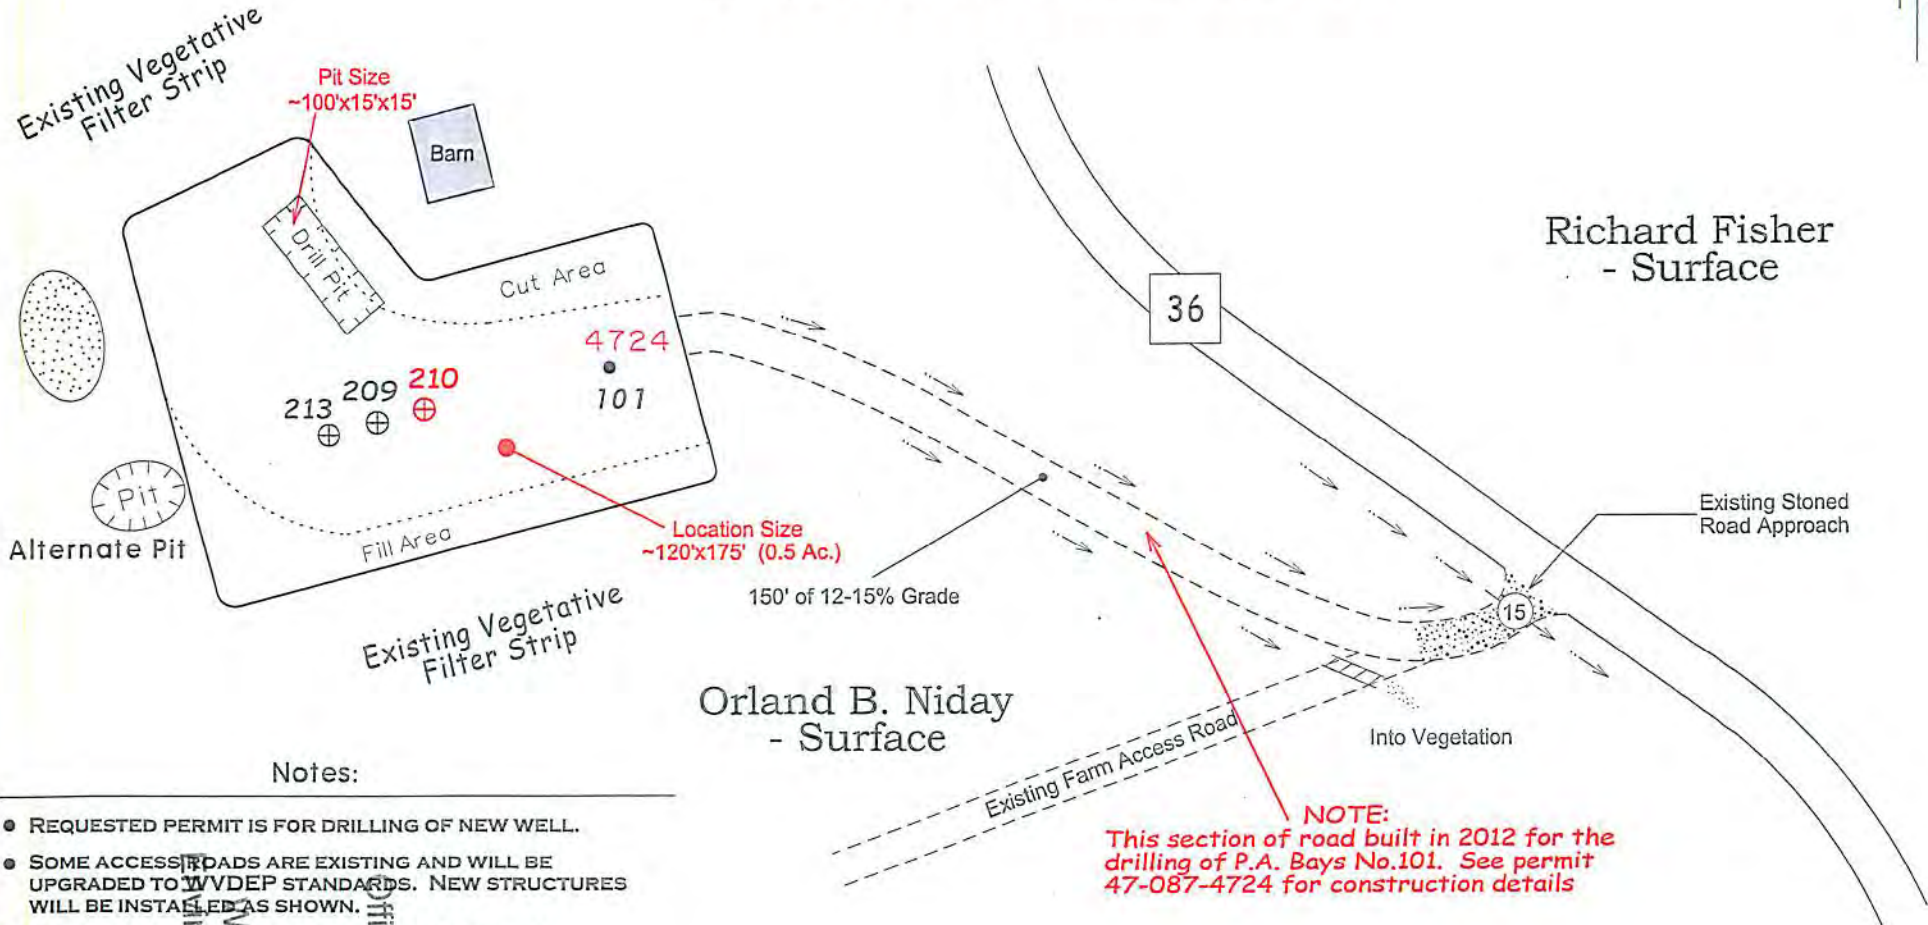 Existing Vegetative
Filter Strip
Pit Size
~100'x15'x15'
Barn
Drill Pit
Cut Area
4724
101
213
209
210
Pit
Alternate Pit
Fill Area
Location Size
~120'x175' (0.5 Ac.)
Existing Vegetative
Filter Strip
150' of 12-15% Grade
36
Richard Fisher
- Surface
Existing Stoned
Road Approach
15
Into Vegetation
Orland B. Niday
- Surface
Existing Farm Access Road
NOTE:
This section of road built in 2012 for the
drilling of P.A. Bays No.101. See permit
47-087-4724 for construction details
Notes:
REQUESTED PERMIT IS FOR DRILLING OF NEW WELL.
SOME ACCESS ROADS ARE EXISTING AND WILL BE
UPGRADED TO WVDEP STANDARDS. NEW STRUCTURES
WILL BE INSTALLED AS SHOWN.